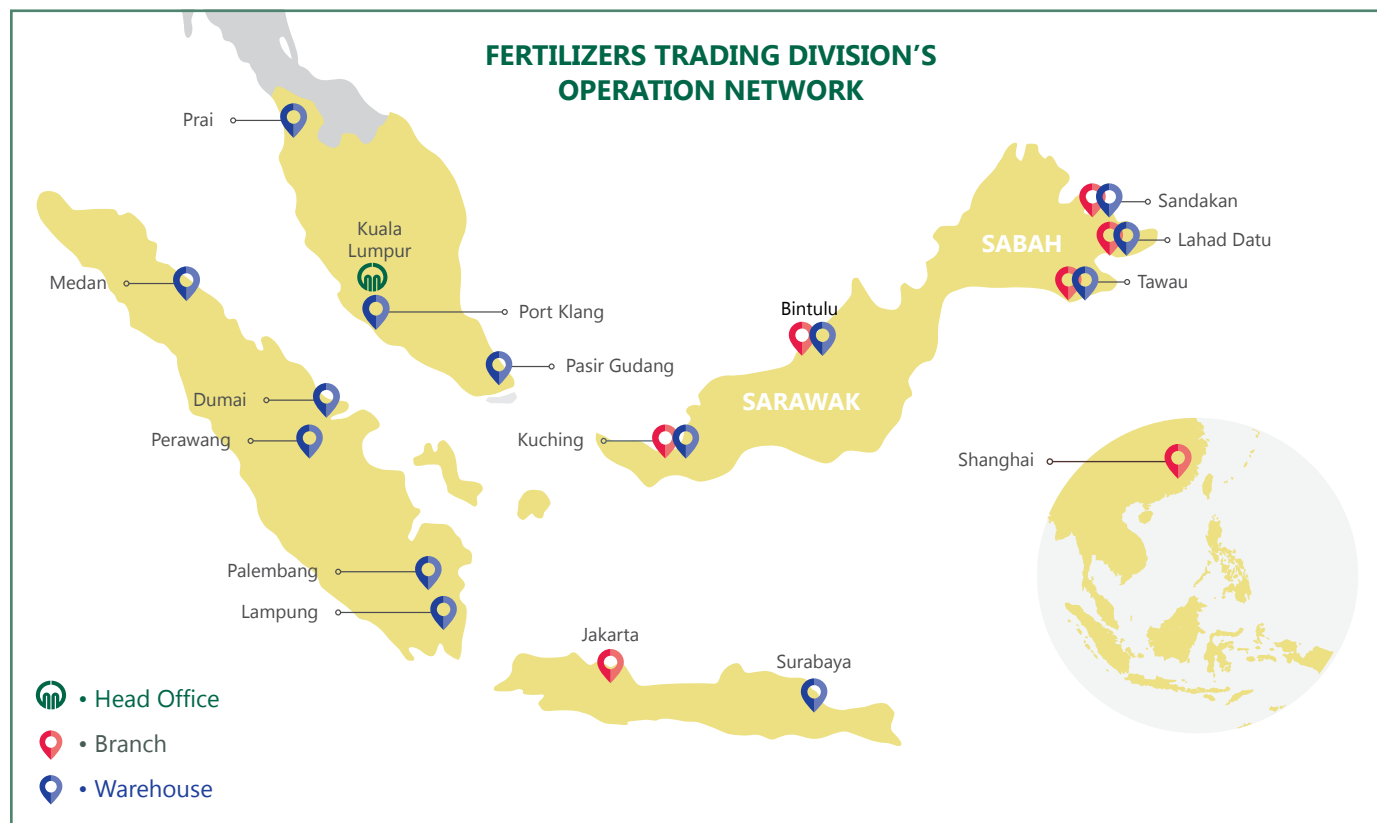 FERTILIZERS TRADING DIVISION'S
OPERATION NETWORK
Prai
Kuala
Lumpur
Medan
Port Klang
Pasir Gudang
Dumai
Perawang
Palembang
Lampung
Sandakan
SABAH
Lahad Datu
Tawau
Bintulu
SARAWAK
Kuching
Shanghai
Jakarta
Surabaya
• Head Office
• Branch
• Warehouse